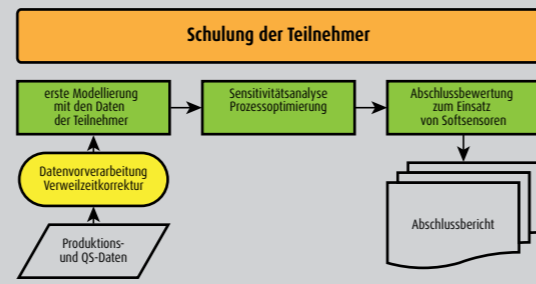 Schulung der Teilnehmer
erste Modellierung
mit den Daten
der Teilnehmer
Sensitivitätsanalyse
Prozessoptimierung
Abschlussbewertung
zum Einsatz
von Softsensoren
Datenvorverarbeitung
Verweilzeitkorrektur
Abschlussbericht
Produktions-
und QS-Daten